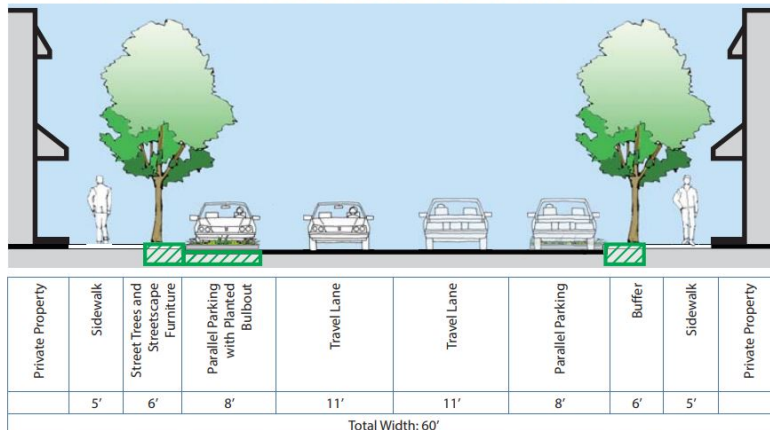 Private Property
Sidewalk
Street Trees and
Streetscape
Furniture
Parallel Parking
with Planted
Bulbout
Travel Lane
Travel Lane
Parallel Parking
Buffer
Sidewalk
Private Property
5’
6’
8’
11’
11’
8’
6’
5’
Total Width: 60’